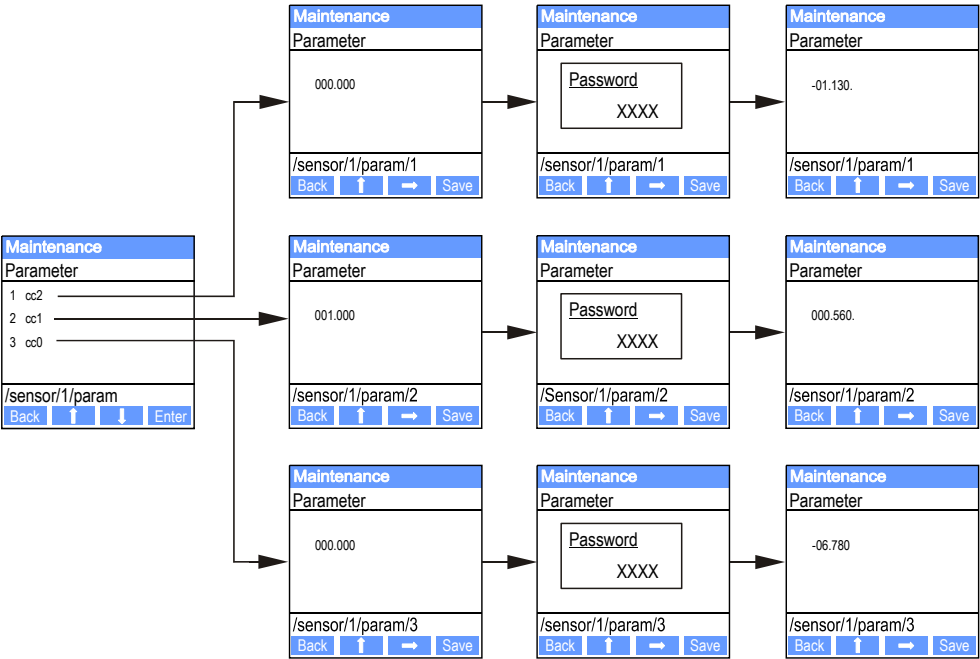 Maintenance
Parameter
000.000
/sensor/1/param/1
Back Save
Maintenance
Parameter
Password
XXXX
/sensor/1/param/1
Back Save
Maintenance
Parameter
-01.130.
/sensor/1/param/1
Back Save
Maintenance
Parameter
1 cc2
2 cc1
3 cc0
/sensor/1/param
Back Enter
Maintenance
Parameter
001.000
/sensor/1/param/2
Back Save
Maintenance
Parameter
Password
XXXX
/Sensor/1/param/2
Back Save
Maintenance
Parameter
000.560.
/sensor/1/param/2
Back Save
Maintenance
Parameter
000.000
/sensor/1/param/3
Back Save
Maintenance
Parameter
Password
XXXX
/sensor/1/param/3
Back Save
Maintenance
Parameter
-06.780
/sensor/1/param/3
Back Save